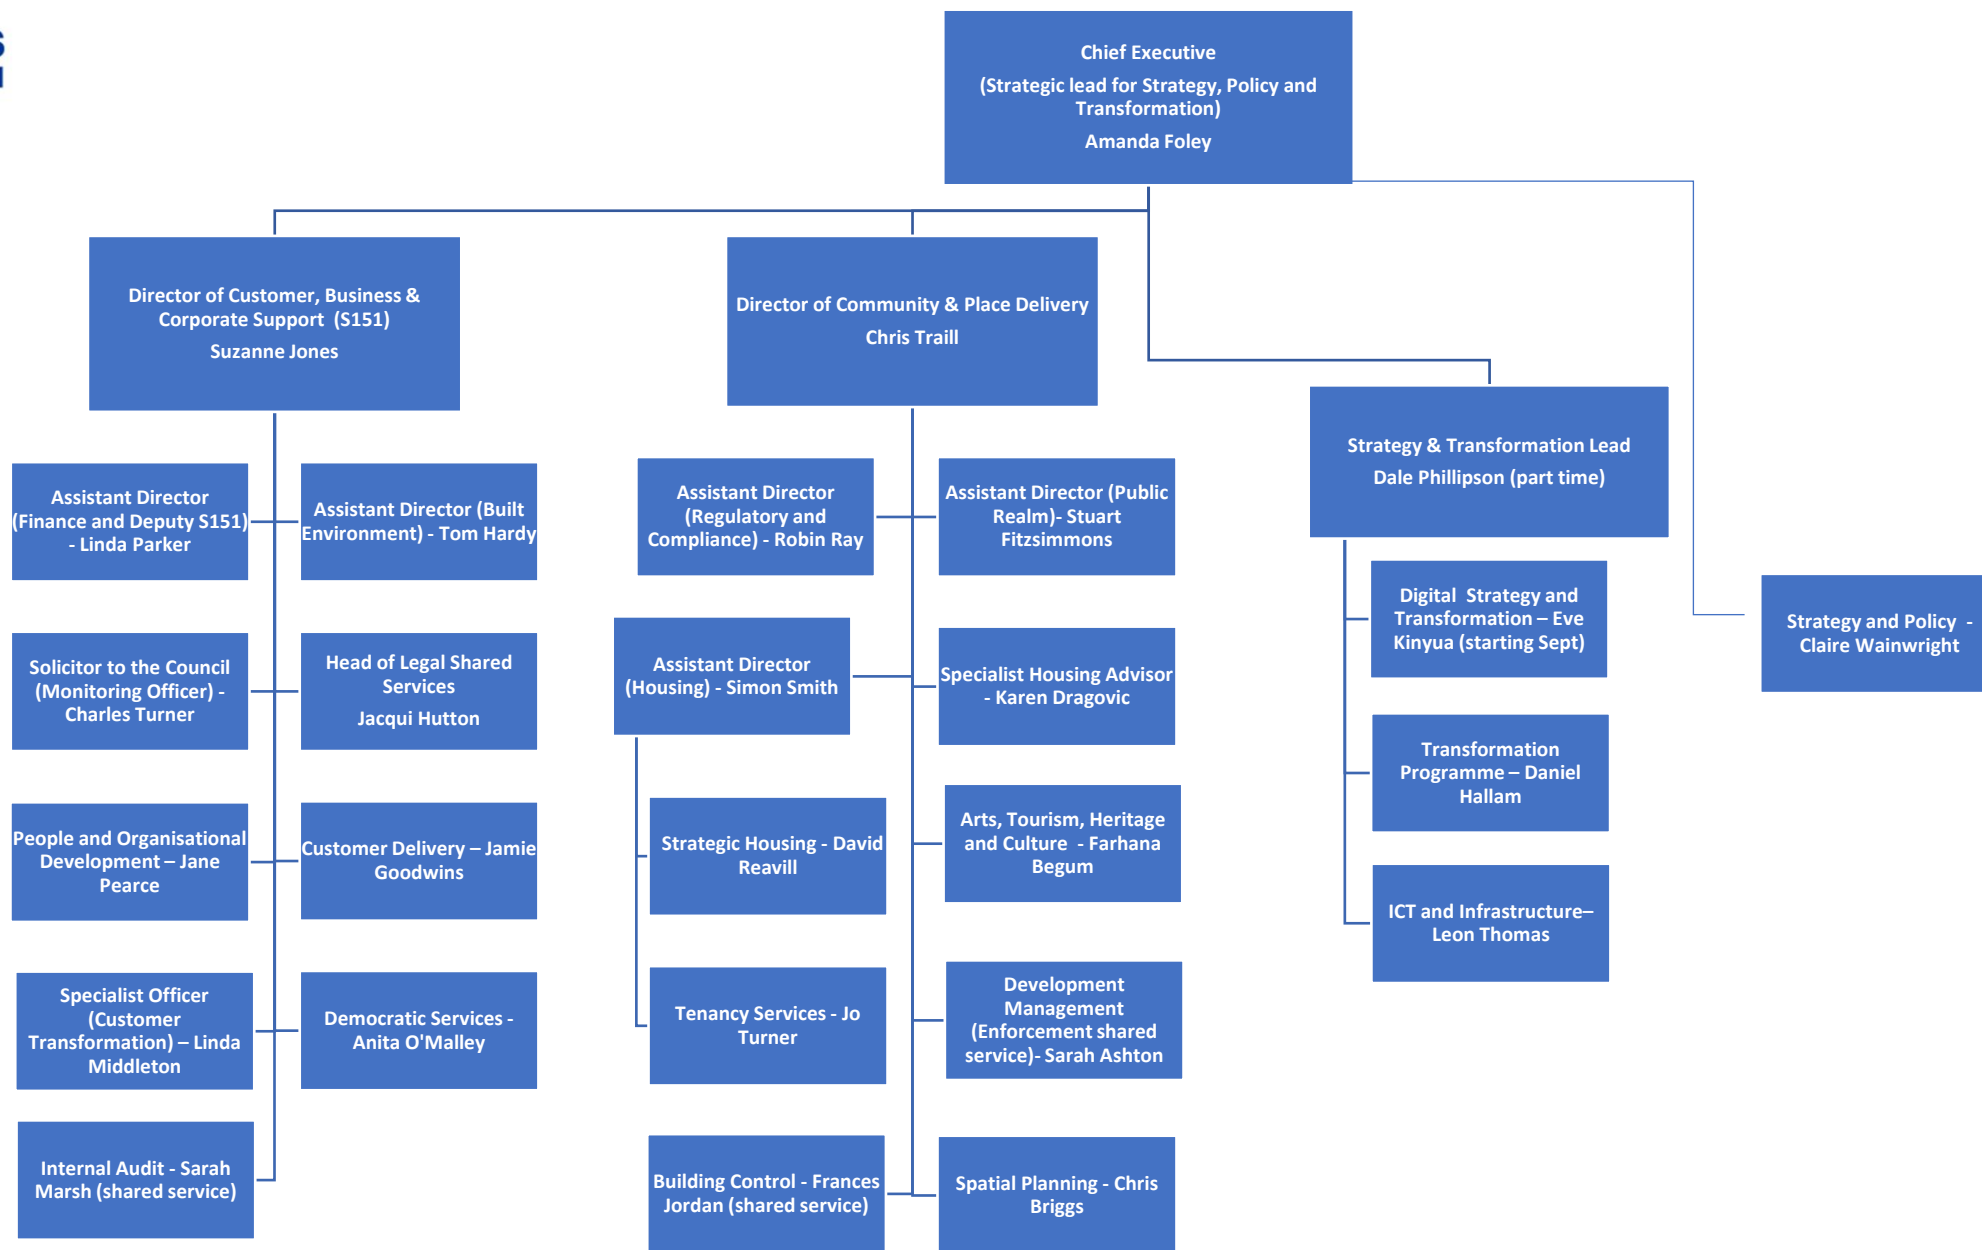 S
Chief Executive
(Strategic lead for Strategy, Policy and
Transformation)
Amanda Foley
Director of Customer, Business &
Corporate Support (S151)
Suzanne Jones
Director of Community & Place Delivery
Chris Traill
Strategy & Transformation Lead
Dale Phillipson (part time)
Assistant Director
(Finance and Deputy S151)
- Linda Parker
Assistant Director (Built
Environment) - Tom Hardy
Solicitor to the Council
(Monitoring Officer) -
Charles Turner
Head of Legal Shared
Services
Jacqui Hutton
People and Organisational
Development – Jane
Pearce
Customer Delivery – Jamie
Goodwins
Specialist Officer
(Customer
Transformation) – Linda
Middleton
Democratic Services -
Anita O'Malley
Internal Audit - Sarah
Marsh (shared service)
Assistant Director
(Regulatory and
Compliance) - Robin Ray
Assistant Director (Public
Realm)- Stuart
Fitzsimmons
Assistant Director
(Housing) - Simon Smith
Specialist Housing Advisor
- Karen Dragovic
Strategic Housing - David
Reavill
Arts, Tourism, Heritage
and Culture - Farhana
Begum
Tenancy Services - Jo
Turner
Development
Management
(Enforcement shared
service)- Sarah Ashton
Building Control - Frances
Jordan (shared service)
Spatial Planning - Chris
Briggs
Digital Strategy and
Transformation – Eve
Kinyua (starting Sept)
Transformation
Programme – Daniel
Hallam
ICT and Infrastructure–
Leon Thomas
Strategy and Policy -
Claire Wainwright